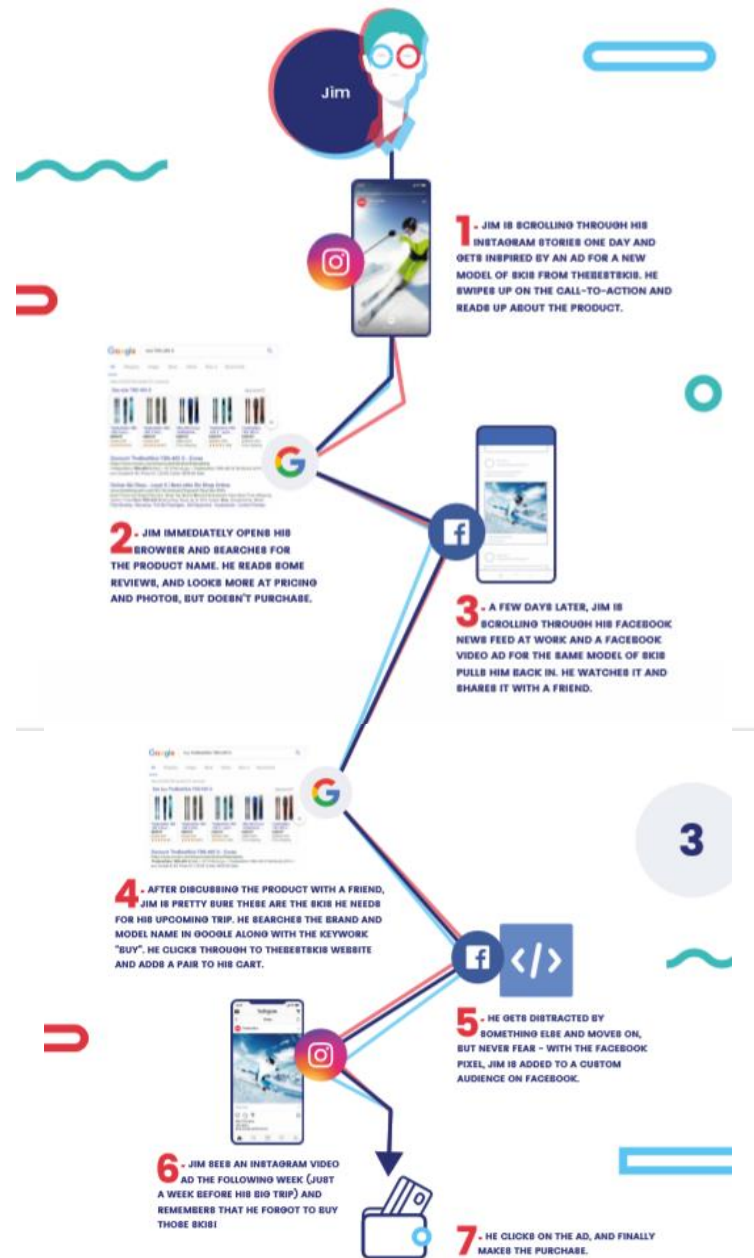 Jim
1. JIM IS SCROLLING THROUGH HIS
INSTAGRAM STORIES ONE DAY AND
GETS INSPIRED BY AN AD FOR A NEW
MODEL OF SKIS FROM THEBESTSKIS. HE
SWIPES UP ON THE CALL-TO-ACTION AND
READS UP ABOUT THE PRODUCT.
Google
2. JIM IMMEDIATELY OPENS HIS
BROWSER AND SEARCHES FOR
THE PRODUCT NAME. HE READS SOME
REVIEWS, AND LOOKS MORE AT PRICING
AND PHOTOS, BUT DOESN'T PURCHASE.
3. A FEW DAYS LATER, JIM IS
SCROLLING THROUGH HIS FACEBOOK
NEWS FEED AT WORK AND A FACEBOOK
VIDEO AD FOR THE SAME MODEL OF SKIS
PULLS HIM BACK IN. HE WATCHES IT AND
SHARES IT WITH A FRIEND.
Google
3
4. AFTER DISCUSSING THE PRODUCT WITH A FRIEND,
JIM IS PRETTY SURE THESE ARE THE SKIS HE NEEDS
FOR HIS UPCOMING TRIP. HE SEARCHES THE BRAND AND
MODEL NAME IN GOOGLE ALONG WITH THE KEYWORK
"BUY". HE CLICKS THROUGH TO THEBESTSKIS WEBSITE
AND ADDS A PAIR TO HIS CART.
</>
5. HE GETS DISTRACTED BY
SOMETHING ELSE AND MOVES ON,
BUT NEVER FEAR - WITH THE FACEBOOK
PIXEL, JIM IS ADDED TO A CUSTOM
AUDIENCE ON FACEBOOK.
Instagram
6. JIM SEES AN INSTAGRAM VIDEO
AD THE FOLLOWING WEEK (JUST
A WEEK BEFORE HIS BIG TRIP) AND
REMEMBERS THAT HE FORGOT TO BUY
THOSE SKIS!
7. HE CLICKS ON THE AD, AND FINALLY
MAKES THE PURCHASE.